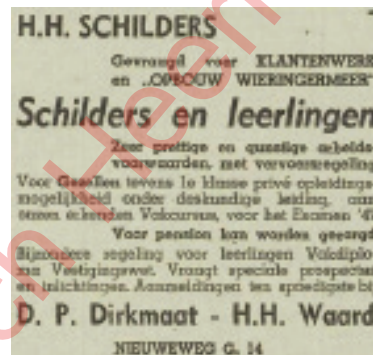 H.H. SCHILDERS
Gevraagd voor KLANTENWERK
en „OPBOUW WIERINGERMEER"
Schilders en leerlingen
Zeer prettige en gunstige arbeids-
voorwaarden, met vervoersregeling
Voor Gezellen tevens 1e klasse privé opleidings-
mogelijkheid onder deskundige leiding, aan
erkenden Vakcursus, voor het Examen '4
Voor pension kan worden gezorgd
Bijzondere regeling voor leerlingen Vakdiplo-
Vestigingswet. Vraagt speciale prospectus
en inlichtingen. Aanmeldingen ten spoedigste bij
D. P. Dirkmaat - H.H. Waard
NIEUWEWEG G. 14